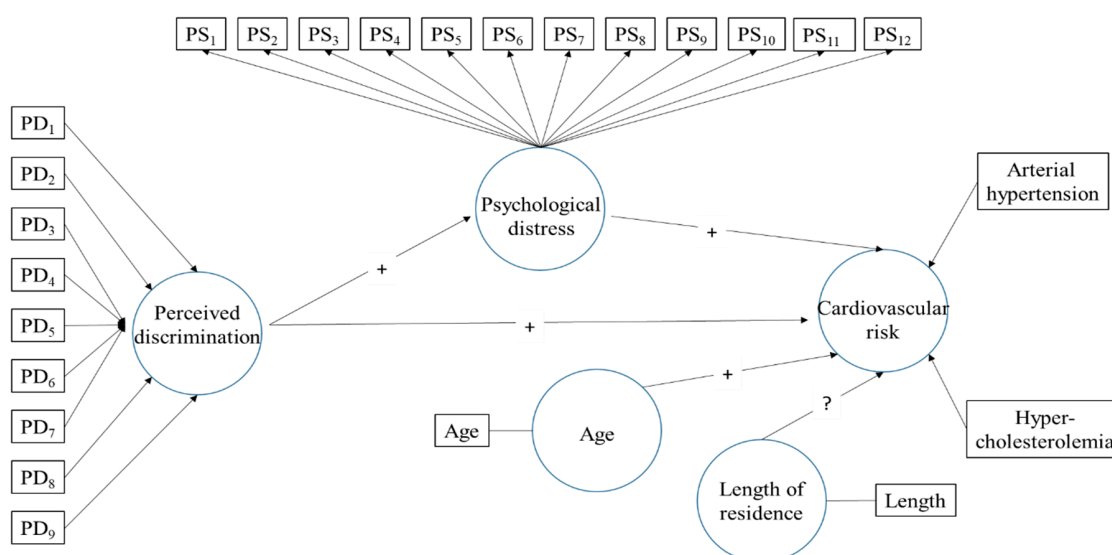 PS1 PS2 PS3 PS4 PS5 PS6 PS7 PS8 PS9 PS10 PS11 PS12
PD1
PD2
PD3
PD4
PD5
PD6
PD7
PD8
PD9
Perceived
discrimination
Psychological
distress
+
+
+
Arterial
hypertension
Cardiovascular
risk
+
?
Age
Age
Hyper-
cholesterolemia
Length of
residence
Length